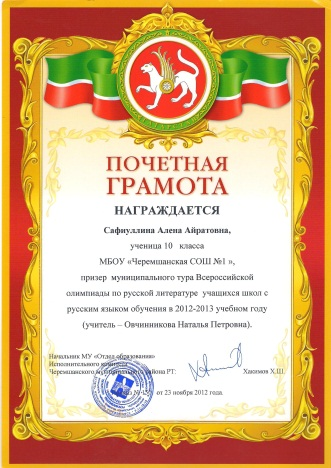 ПОЧЕТНАЯ
ГРАМОТА
НАГРАЖДАЕТСЯ
Сафиуллина Алена Айратовна,
ученица 10 класса
МБОУ «Черемшанская СОШ №1 »,
призер муниципального тура Всероссийской
олимпиады по русской литературе учащихся школ с
русским языком обучения в 2012-2013 учебном году
(учитель – Овчинникова Наталья Петровна).
Начальник МУ «Отдел образования»
Исполнительного комитета
Черемшанского муниципального района РТ: Хакимов Х.Ш.
от 23 ноября 2012 года.